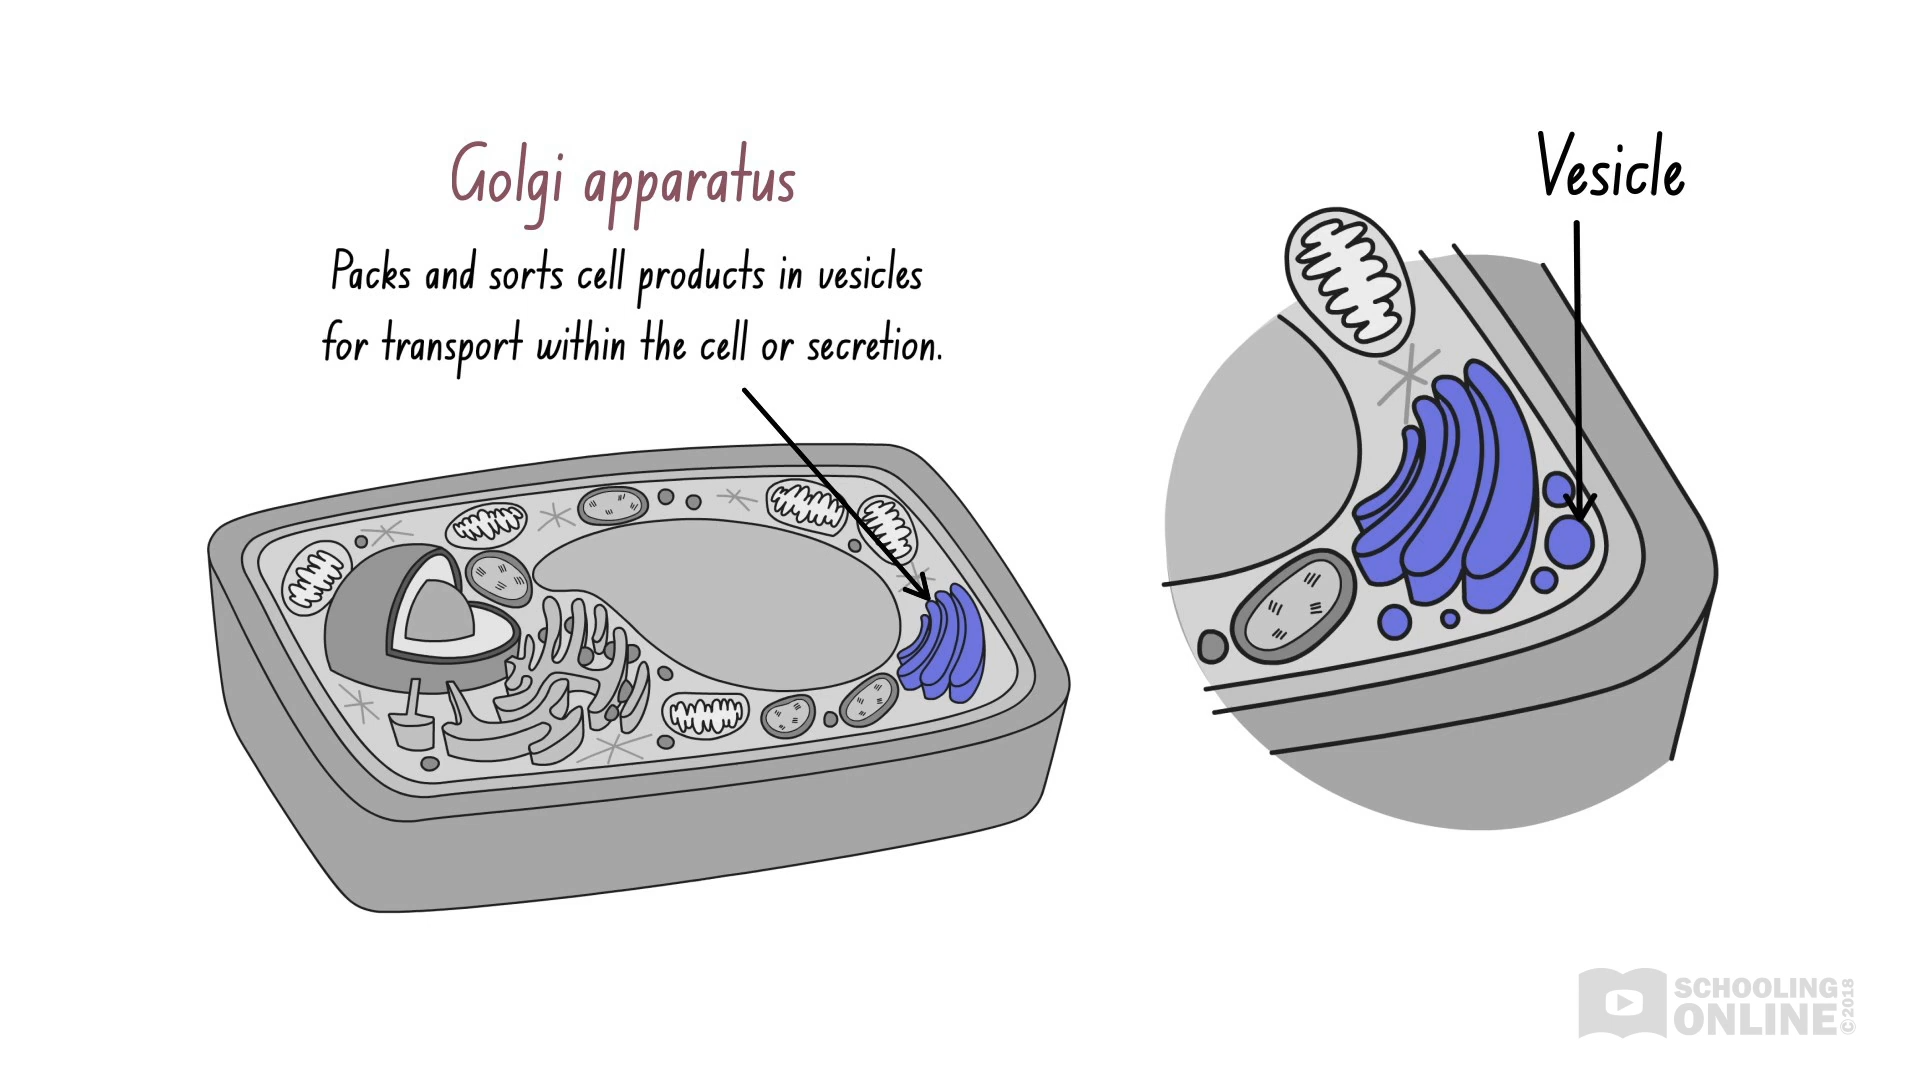 Golgi apparatus
Packs and sorts cell products in vesicles
for transport within the cell or secretion.
Vesicle
SCHOOLING
ONLINE
©2018